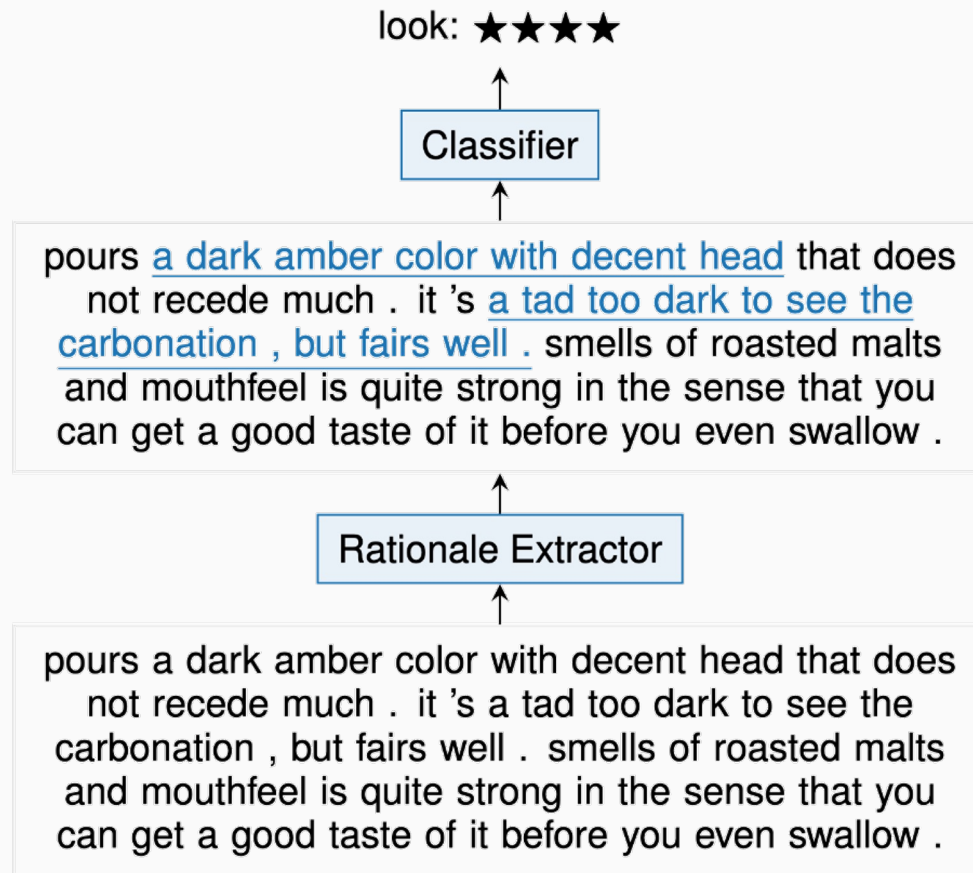 look: ★★★★
Classifier
pours a dark amber color with decent head that does
not recede much . it 's a tad too dark to see the
carbonation , but fairs well . smells of roasted malts
and mouthfeel is quite strong in the sense that you
can get a good taste of it before you even swallow .
Rationale Extractor
pours a dark amber color with decent head that does
not recede much . it 's a tad too dark to see the
carbonation , but fairs well . smells of roasted malts
and mouthfeel is quite strong in the sense that you
can get a good taste of it before you even swallow .